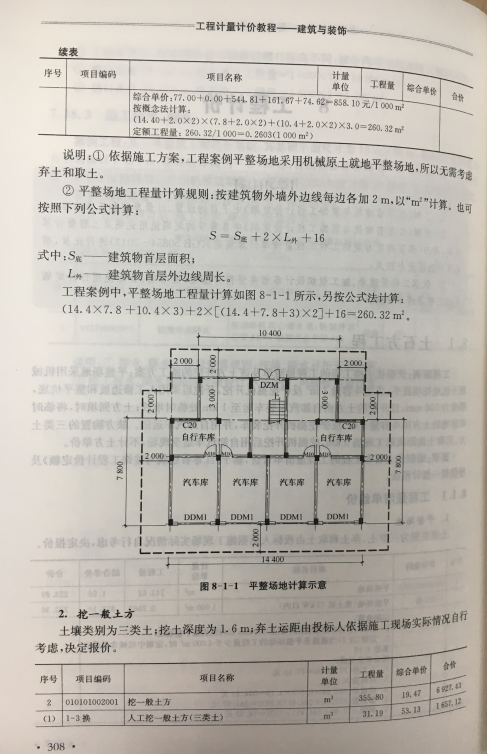 工程计量计价教程——建筑与装饰
续表
序号 项目编码 项目名称 计量单位 工程量 综合单价 合价
综合单价:77.00+0.00+544.81+161.67+74.62=858.10 元/1000 m²
按概念法计算:
(14.40+2.0×2)×(7.8+2.0×2)+(10.4+2.0×2)×3.0=260.32 m²
定额工程量: 260.32/1 000=0.2603(1000 m²)
说明:① 依据施工方案,工程案例平整场地采用机械原土就地平整场地,所以无需考虑
弃土和取土。
② 平整场地工程量计算规则:按建筑物外墙外边线每边各加 2 m,以“m²”计算。也可
按照下列公式计算:
S = S底 +2×L外 +16
式中:S底——建筑物首层面积;
L外——建筑物首层外边线周长。
工程案例中,平整场地工程量计算如图 8-1-1 所示,另按公式计算:
(14.4×7.8+10.4×3)+2×[(14.4+7.8+3)×2]+16=260.32 m²。
10 400
2 000 2 000 2 000
DZM
上
2 000 3 000 3 000 2 000
C20 C20
自行车库 自行车库
2 000 M10 M10 M10 M10 2 000
7 800 7 800
汽车库 汽车库 汽车库 汽车库
DDM1 DDM1 DDM1 DDM1
2 000
14 400
图 8-1-1 平整场地计算示意
2. 挖一般土方
土壤类别为三类土;挖土深度为 1.6 m;弃土运距由投标人依据施工现场实际情况自行
考虑,决定报价。
序号 项目编码 项目名称 计量单位 工程量 综合单价 合价
2 010101002001 挖一般土方 m³ 355.80 19.47 6 927.43
(1) 1-3 换 人工挖一般土方(三类土) m³ 31.19 53.13 1 657.12
· 308 ·